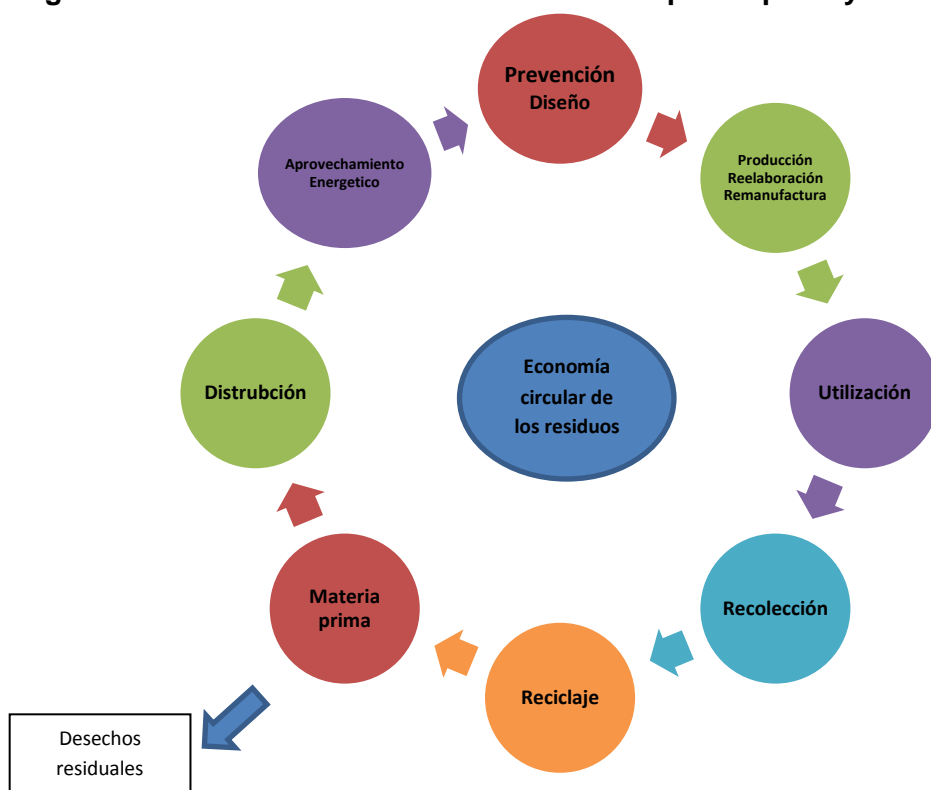 Prevención
Diseño
Producción
Reelaboración
Remanufactura
Utilización
Recolección
Reciclaje
Materia
prima
Desechos
residuales
Distrubción
Aprovechamiento
Energetico
Economía
circular de
los residuos